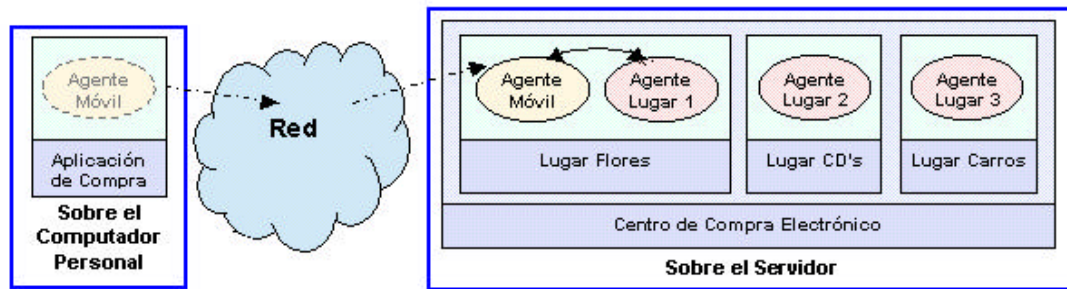 Agente
Móvil
Aplicación
de Compra
Sobre el
Computador
Personal
Red
Agente
Móvil
Agente
Lugar 1
Lugar Flores
Agente
Lugar 2
Lugar CD's
Agente
Lugar 3
Lugar Carros
Centro de Compra Electrónico
Sobre el Servidor